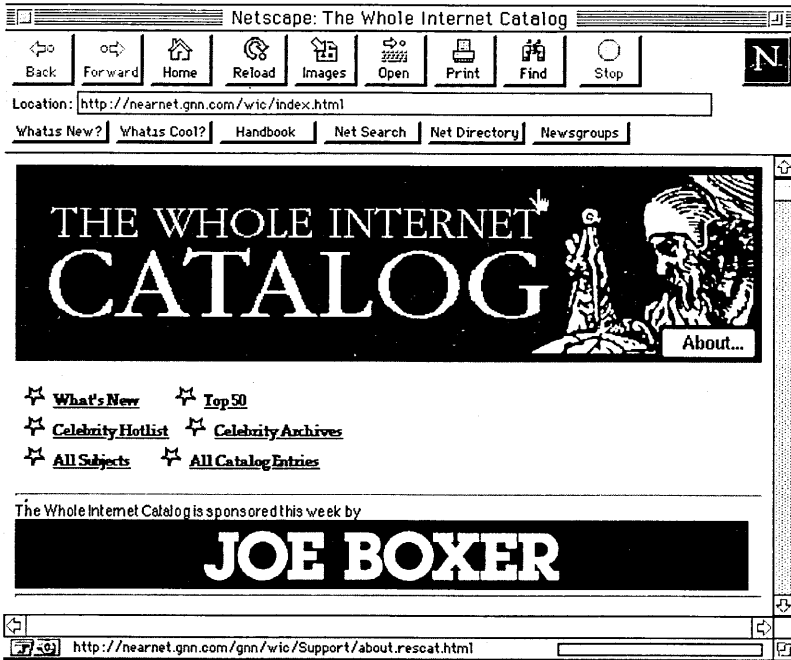 Netscape: The Whole Internet Catalog
Back Forward Home Reload Images Open Print Find Stop
N
Location: http://nearnet.gnn.com/wic/index.html
What's New? What's Cool? Handbook Net Search Net Directory Newsgroups
THE WHOLE INTERNET
CATALOG
About...
What's New Top 50
Celebrity Hotlist Celebrity Archives
All Subjects All Catalog Entries
The Whole Internet Catalog is sponsored this week by
JOE BOXER
http://nearnet.gnn.com/gnn/wic/Support/about.rescat.html